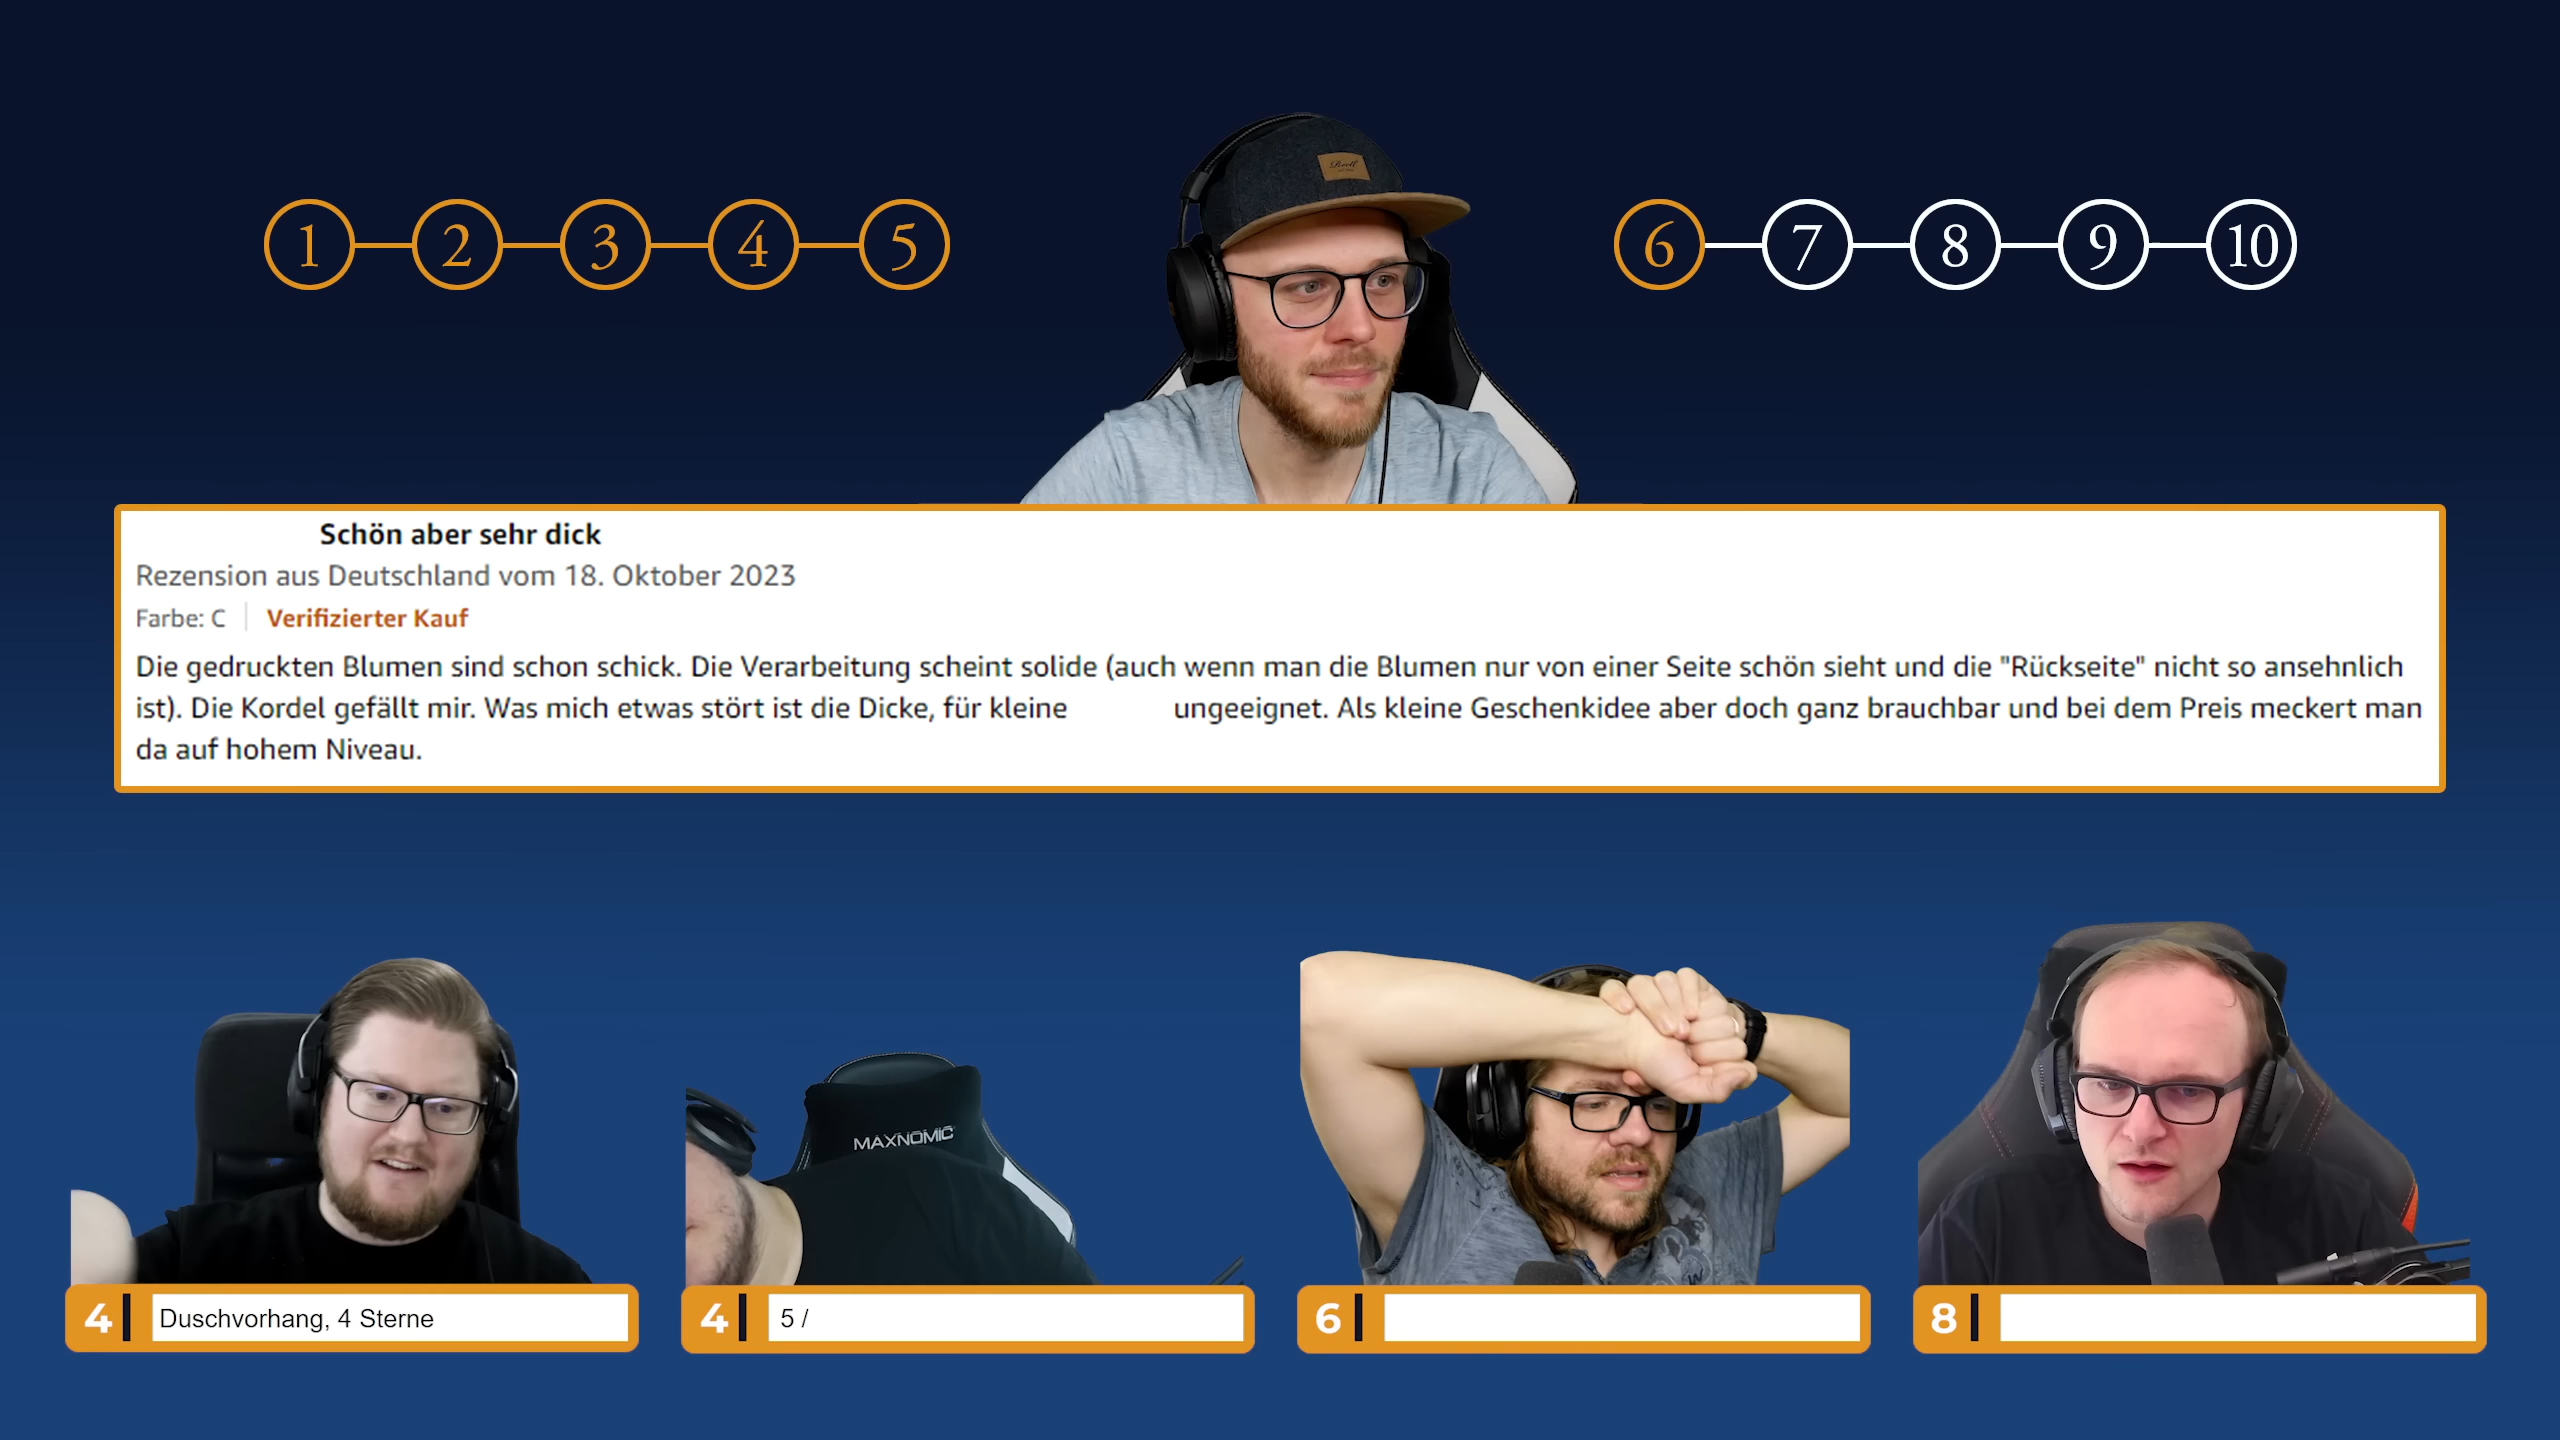 1 2 3 4 5
6 7 8 9 10
Schön aber sehr dick
Rezension aus Deutschland vom 18. Oktober 2023
Farbe: C | Verifizierter Kauf
Die gedruckten Blumen sind schon schick. Die Verarbeitung scheint solide (auch wenn man die Blumen nur von einer Seite schön sieht und die "Rückseite" nicht so ansehnlich
ist). Die Kordel gefällt mir. Was mich etwas stört ist die Dicke, für kleine ungeeignet. Als kleine Geschenkidee aber doch ganz brauchbar und bei dem Preis meckert man
da auf hohem Niveau.
MAXNOMIC
4 Duschvorhang, 4 Sterne
4 5 /
6
8